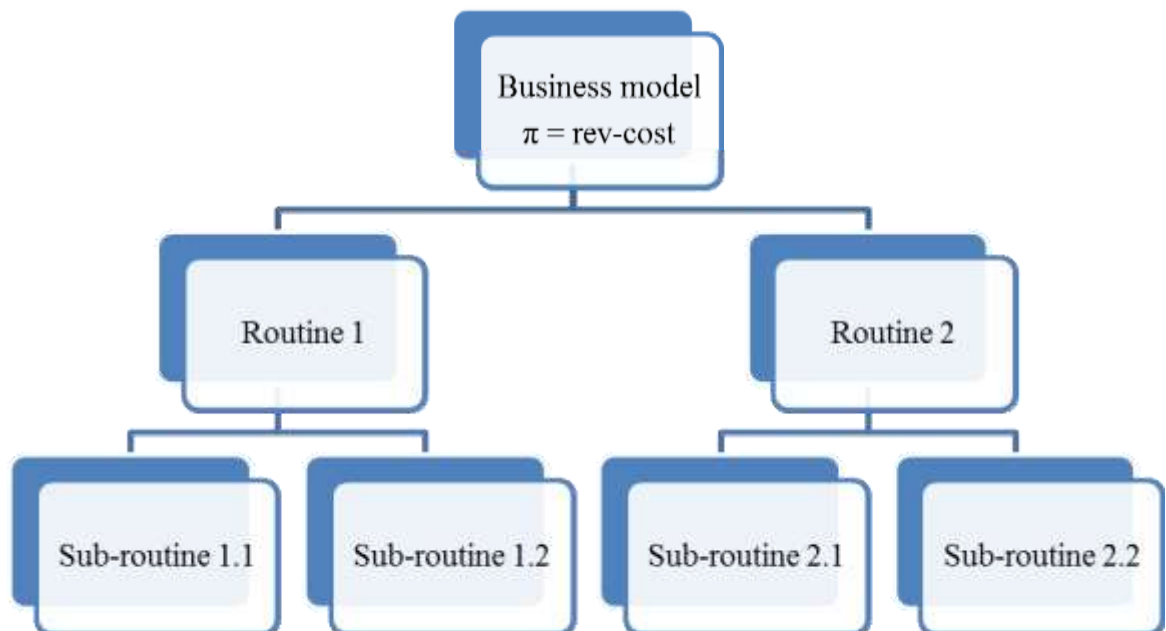 Business model
π = rev-cost
Routine 1
Routine 2
Sub-routine 1.1
Sub-routine 1.2
Sub-routine 2.1
Sub-routine 2.2